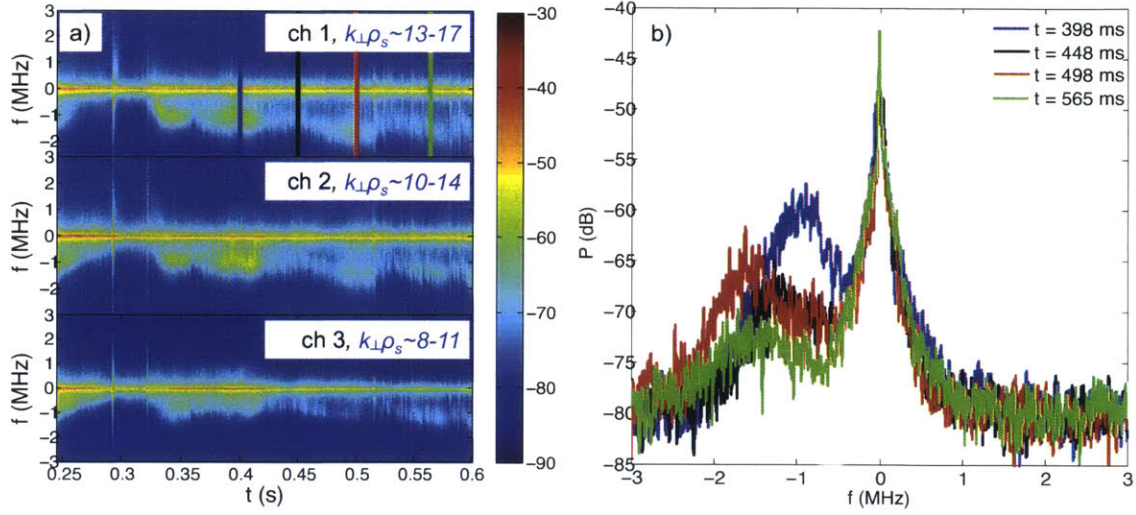 a)
ch 1, k⊥ρs~13-17
f (MHz)
3
2
1
0
-1
-2
ch 2, k⊥ρs~10-14
f (MHz)
3
2
1
0
-1
-2
ch 3, k⊥ρs~8-11
f (MHz)
3
2
1
0
-1
-2
-3
0.25 0.3 0.35 0.4 0.45 0.5 0.55 0.6
t (s)
-30
-40
-50
-60
-70
-80
-90
b)
t = 398 ms
t = 448 ms
t = 498 ms
t = 565 ms
P (dB)
-40
-45
-50
-55
-60
-65
-70
-75
-80
-85
-3 -2 -1 0 1 2 3
f (MHz)